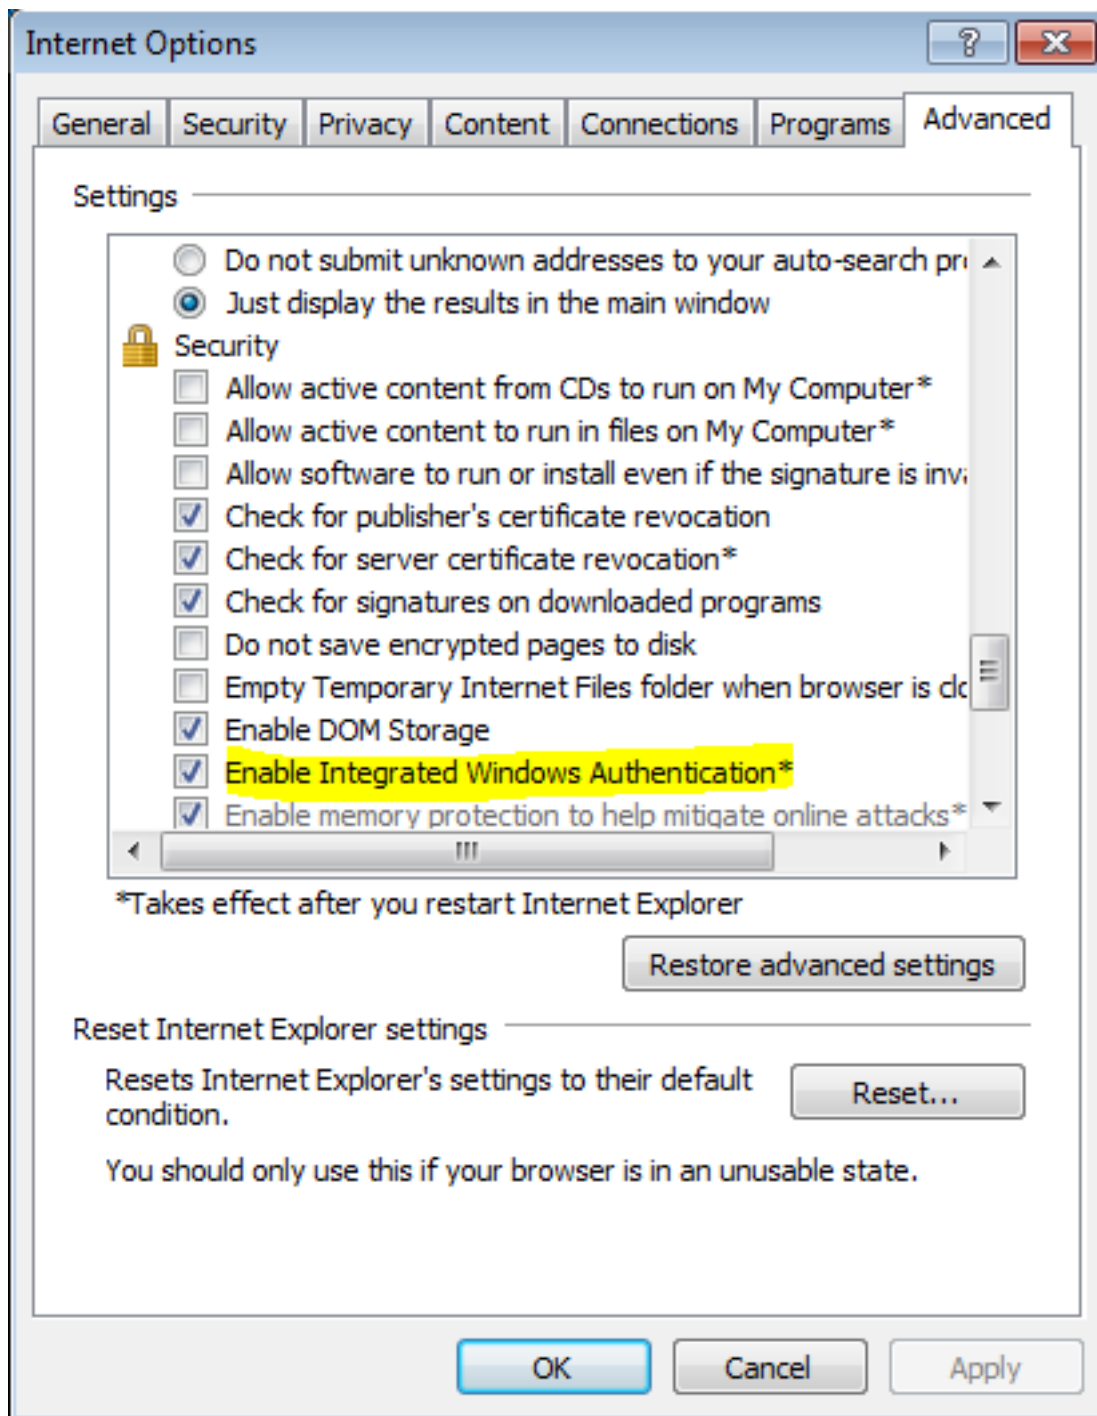 Internet Options
General Security Privacy Content Connections Programs Advanced
Settings
Do not submit unknown addresses to your auto-search
Just display the results in the main window
Security
Allow active content from CDs to run on My Computer*
Allow active content to run in files on My Computer*
Allow software to run or install even if the signature is
Check for publisher's certificate revocation
Check for server certificate revocation*
Check for signatures on downloaded programs
Do not save encrypted pages to disk
Empty Temporary Internet Files folder when browser is
Enable DOM Storage
Enable Integrated Windows Authentication*
Enable memory protection to help mitigate online attacks*
*Takes effect after you restart Internet Explorer
Restore advanced settings
Reset Internet Explorer settings
Resets Internet Explorer's settings to their default
condition.
Reset...
You should only use this if your browser is in an unusable state.
OK Cancel Apply